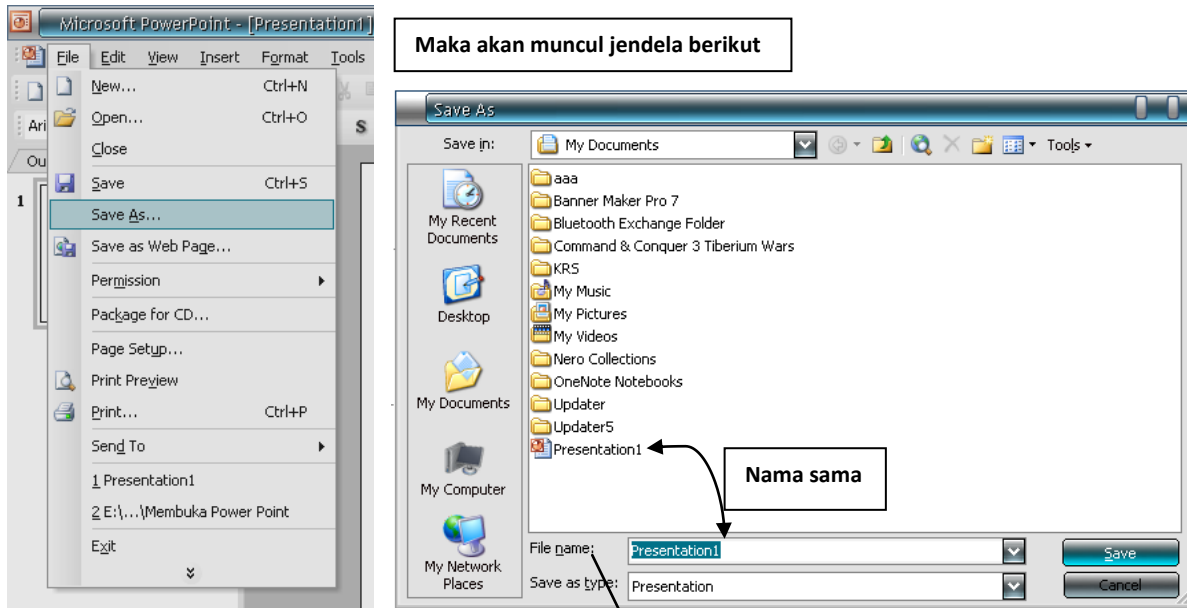 Microsoft PowerPoint - [Presentation1]
File Edit View Insert Format Tools
New... Ctrl+N
Open... Ctrl+O
Close
Save Ctrl+S
Save As...
Save as Web Page...
Permission
Package for CD...
Page Setup...
Print Preview
Print... Ctrl+P
Send To
1 Presentation1
2 E:\...\Membuka Power Point
Exit
Ari
S
Ou
1
Maka akan muncul jendela berikut
Save As
Save in: My Documents Tools
My Recent Documents
Desktop
My Documents
My Computer
My Network Places
aaa
Banner Maker Pro 7
Bluetooth Exchange Folder
Command & Conquer 3 Tiberium Wars
KRS
My Music
My Pictures
My Videos
Nero Collections
OneNote Notebooks
Updater
Updater5
Presentation1
Nama sama
File name: Presentation1 Save
Save as type: Presentation Cancel